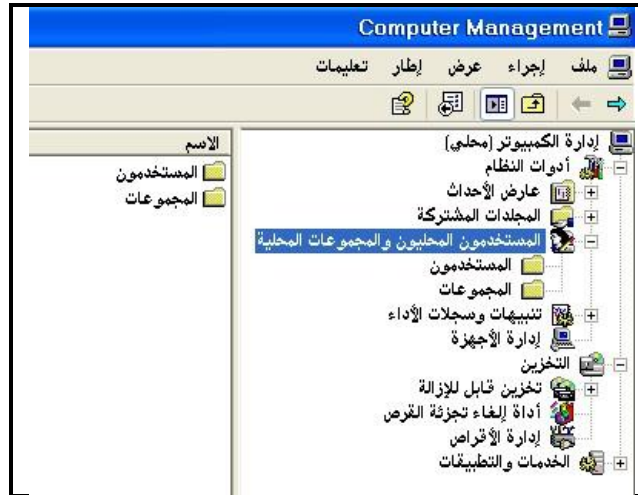 Computer Management
ملف إجراء عرض إطار تعليمات
إدارة الكمبيوتر (محلي)
أدوات النظام
عارض الأحداث
المجلدات المشتركة
المستخدمون المحليون والمجموعات المحلية
المستخدمون
المجموعات
تنبيهات وسجلات الأداء
إدارة الأجهزة
التخزين
تخزين قابل للإزالة
أداة إلغاء تجزئة القرص
إدارة الأقراص
الخدمات والتطبيقات
الاسم
المستخدمون
المجموعات